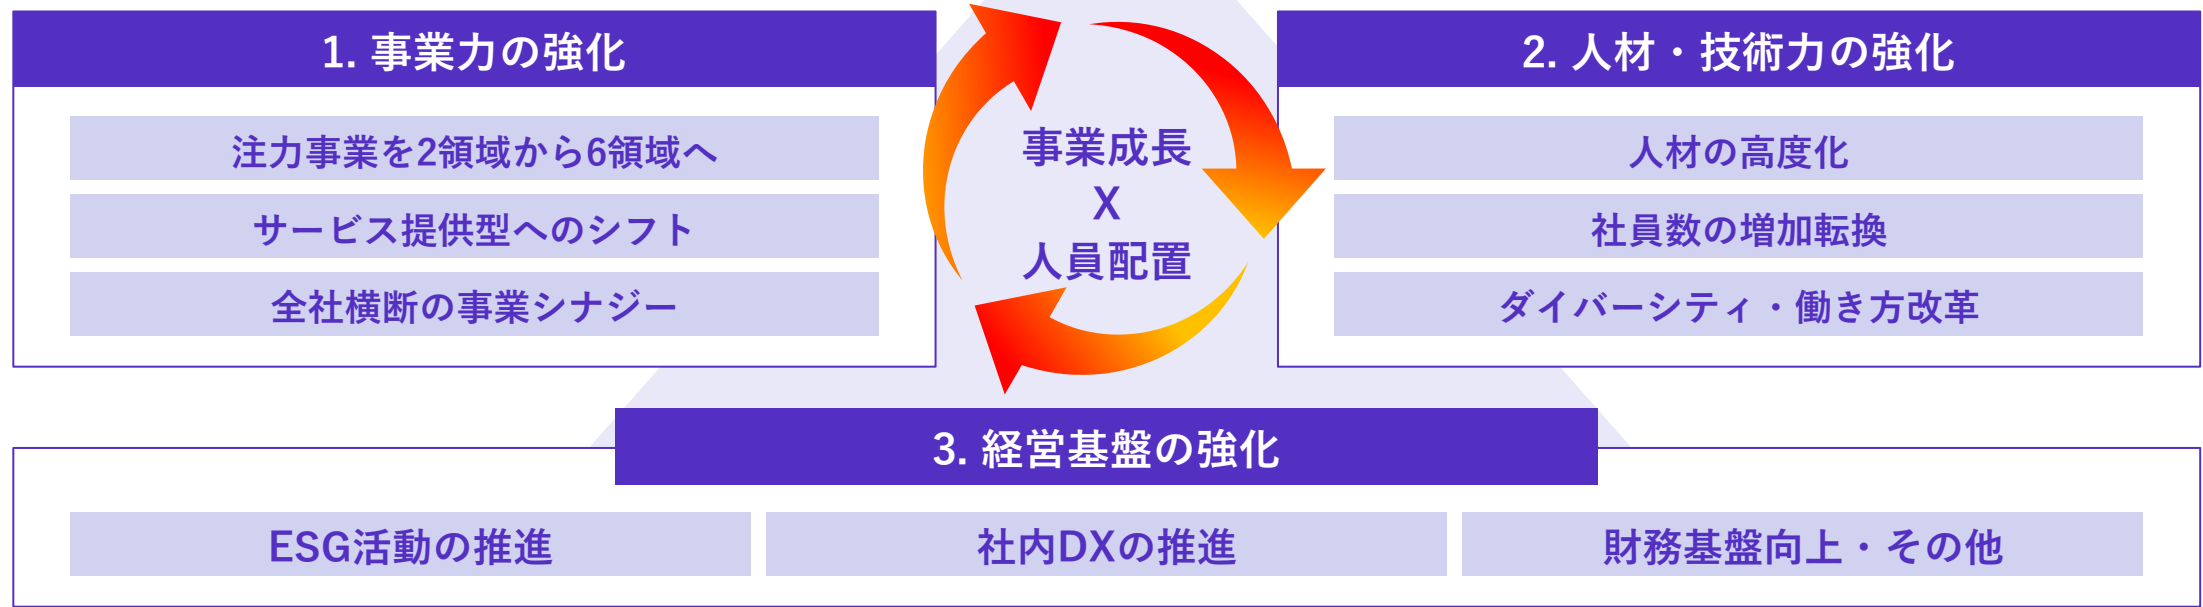 1. 事業力の強化
注力事業を2領域から6領域へ
サービス提供型へのシフト
全社横断の事業シナジー
事業成長
X
人員配置
2. 人材・技術力の強化
人材の高度化
社員数の増加転換
ダイバーシティ・働き方改革
3. 経営基盤の強化
ESG活動の推進
社内DXの推進
財務基盤向上・その他